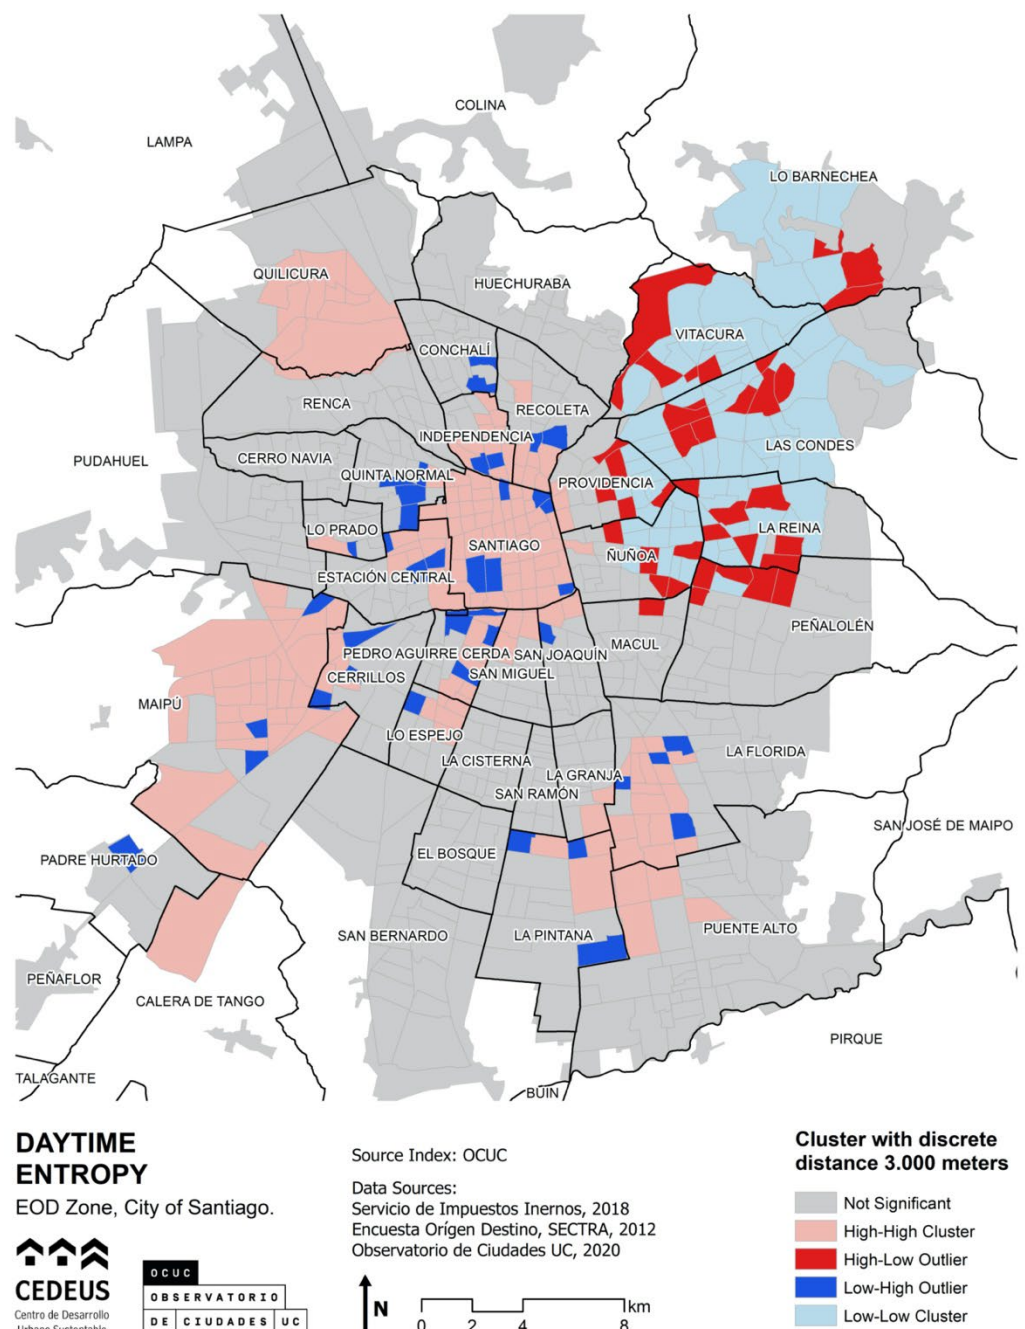 COLINA
LAMPA
LO BARNECHEA
QUILICURA
HUECHURABA
VITACURA
CONCHALÍ
RENCA
RECOLETA
INDEPENDENCIA
LAS CONDES
CERRO NAVIA
PUDAHUEL
QUINTA NORMAL
PROVIDENCIA
LO PRADO
LA REINA
SANTIAGO
ÑUÑOA
ESTACIÓN CENTRAL
PEÑALOLÉN
MACUL
PEDRO AGUIRRE CERDA
SAN JOAQUÍN
SAN MIGUEL
CERRILLOS
MAIPÚ
LO ESPEJO
LA FLORIDA
LA CISTERNA
LA GRANJA
SAN RAMÓN
SAN JOSÉ DE MAIPO
EL BOSQUE
PADRE HURTADO
PUENTE ALTO
SAN BERNARDO
LA PINTANA
PEÑAFLOR
CALERA DE TANGO
PIRQUE
TALAGANTE
BUIN
DAYTIME
ENTROPY
EOD Zone, City of Santiago.
CEDEUS
Centro de Desarrollo
Urbano Sustentable
OCUC
OBSERVATORIO
DE CIUDADES UC
Source Index: OCUC
Data Sources:
Servicio de Impuestos Inernos, 2018
Encuesta Orígen Destino, SECTRA, 2012
Observatorio de Ciudades UC, 2020
N
km
0 2 4 8
Cluster with discrete
distance 3.000 meters
Not Significant
High-High Cluster
High-Low Outlier
Low-High Outlier
Low-Low Cluster